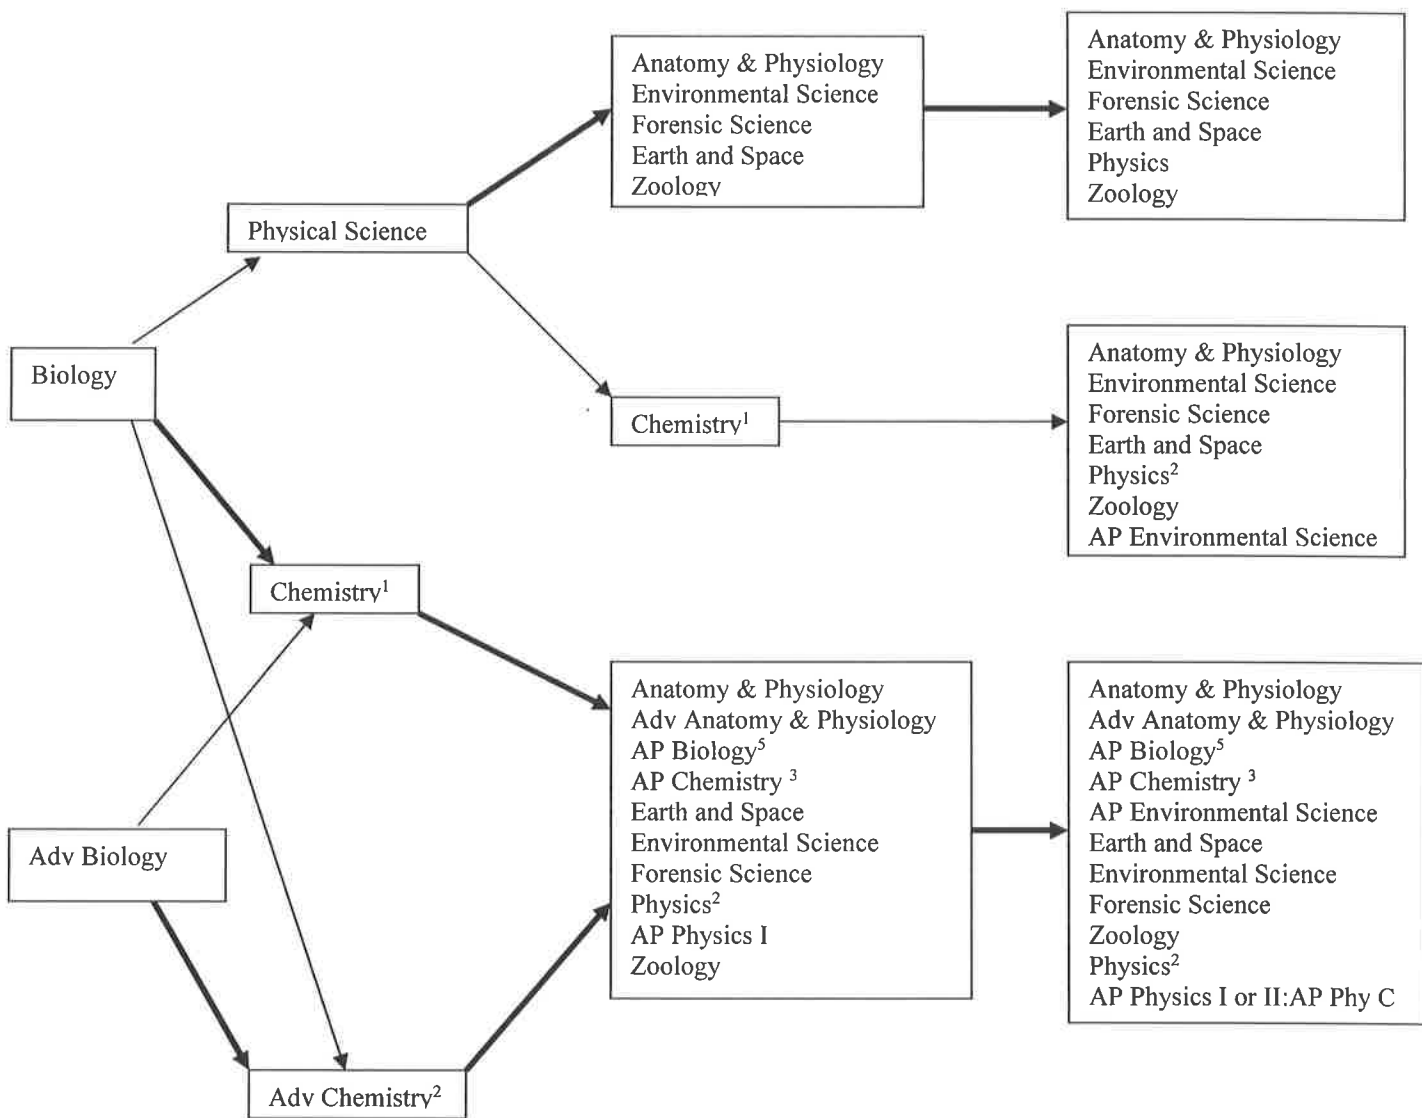 Anatomy & Physiology
Environmental Science
Forensic Science
Earth and Space
Zoology
Anatomy & Physiology
Environmental Science
Forensic Science
Earth and Space
Physics
Zoology
Physical Science
Biology
Chemistry¹
Anatomy & Physiology
Environmental Science
Forensic Science
Earth and Space
Physics²
Zoology
AP Environmental Science
Chemistry¹
Adv Biology
Anatomy & Physiology
Adv Anatomy & Physiology
AP Biology⁵
AP Chemistry ³
Earth and Space
Environmental Science
Forensic Science
Physics²
AP Physics I
Zoology
Anatomy & Physiology
Adv Anatomy & Physiology
AP Biology⁵
AP Chemistry ³
AP Environmental Science
Earth and Space
Environmental Science
Forensic Science
Zoology
Physics²
AP Physics I or II:AP Phy C
Adv Chemistry²